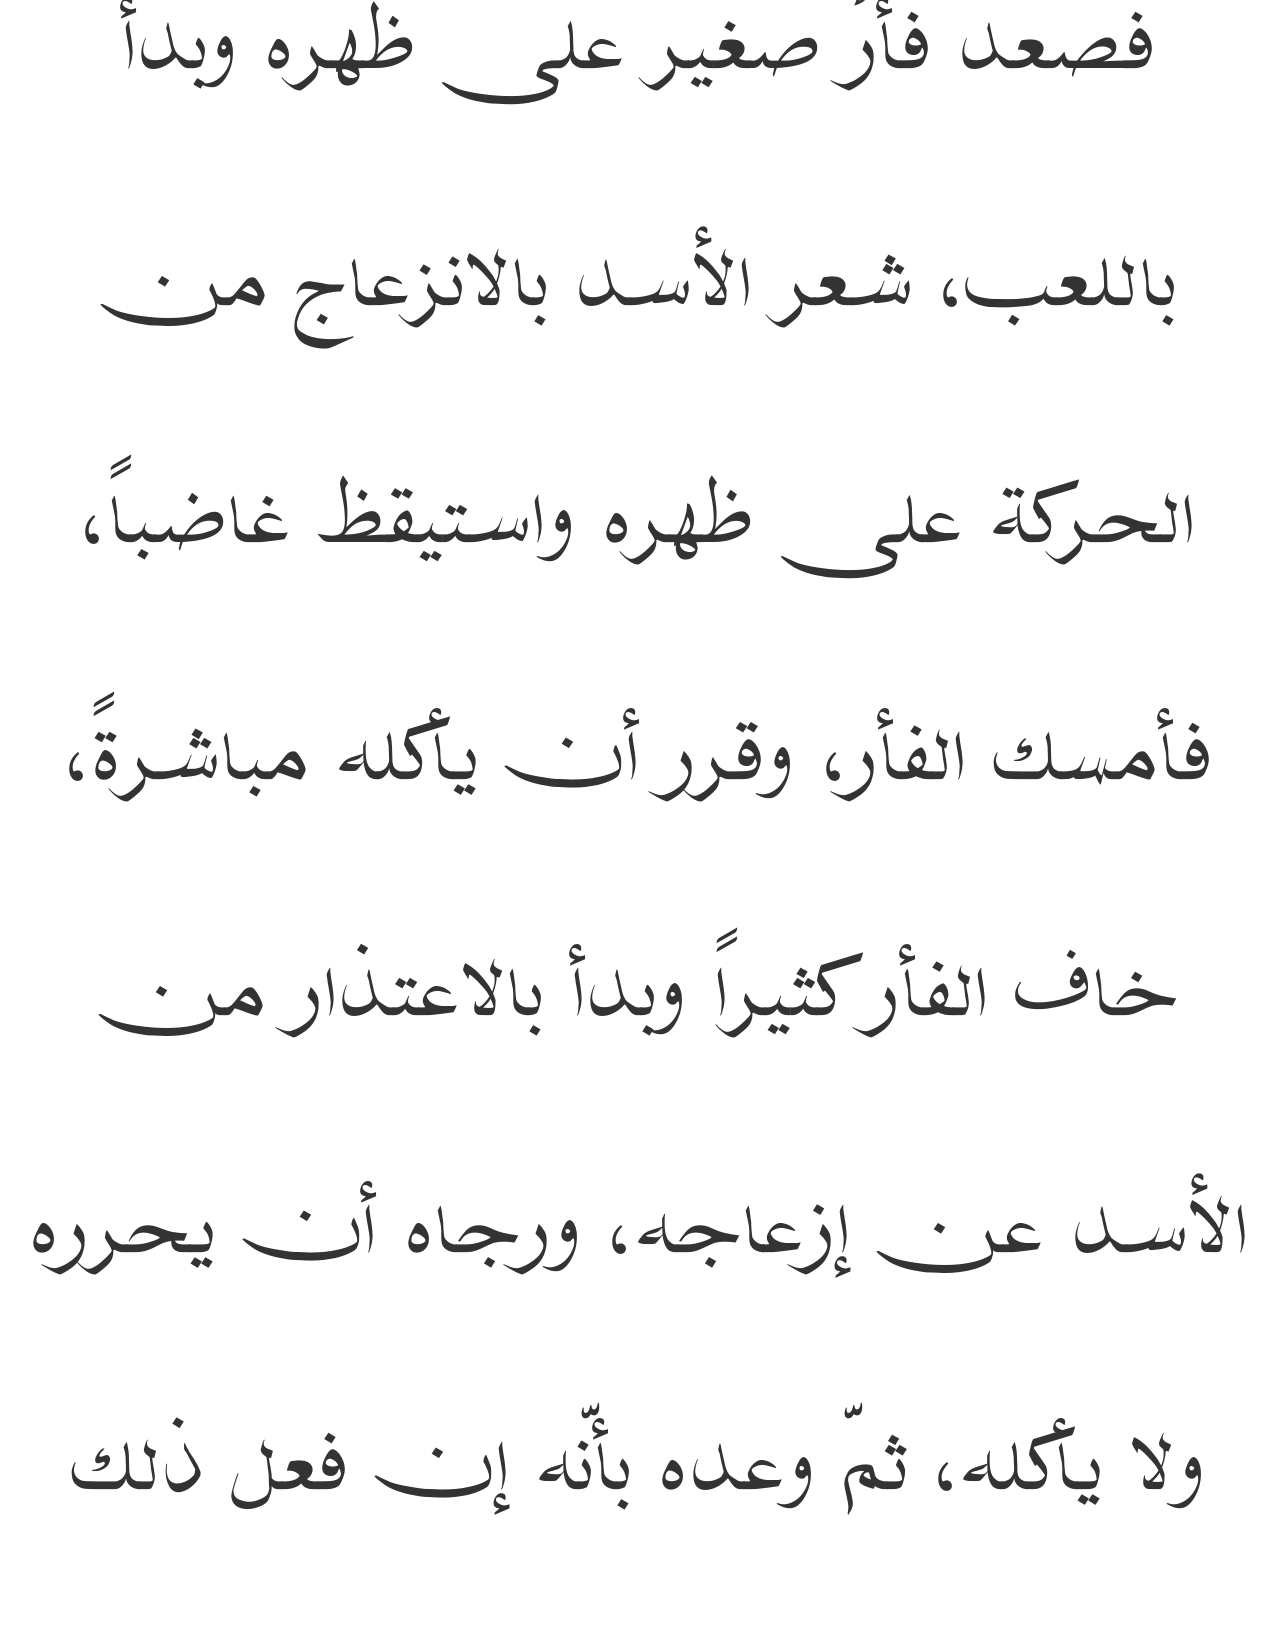 فصعد فأر صغير على ظهره وبدأ
باللعب، شعر الأسد بالانزعاج من
الحركة على ظهره واستيقظ غاضباً،
فأمسك الفأر، وقرر أن يأكله مباشرةً،
خاف الفأر كثيراً وبدأ بالاعتذار من
الأسد عن إزعاجه، ورجاه أن يحرره
ولا يأكله، ثمّ وعده بأنّه إن فعل ذلك